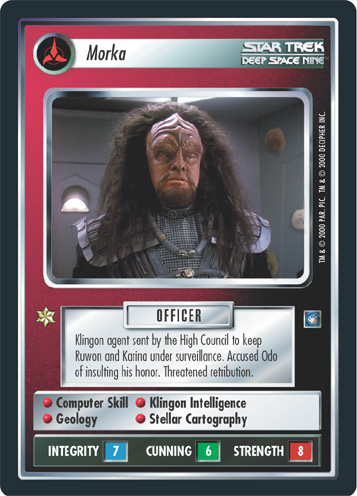 Morka
STAR TREK
DEEP SPACE NINE
TM & © 2000 PAR. PIC. TM & © 2000 DECIPHER INC.
OFFICER
Klingon agent sent by the High Council to keep
Ruwon and Karina under surveillance. Accused Odo
of insulting his honor. Threatened retribution.
Computer Skill
Klingon Intelligence
Geology
Stellar Cartography
INTEGRITY 7 CUNNING 6 STRENGTH 8